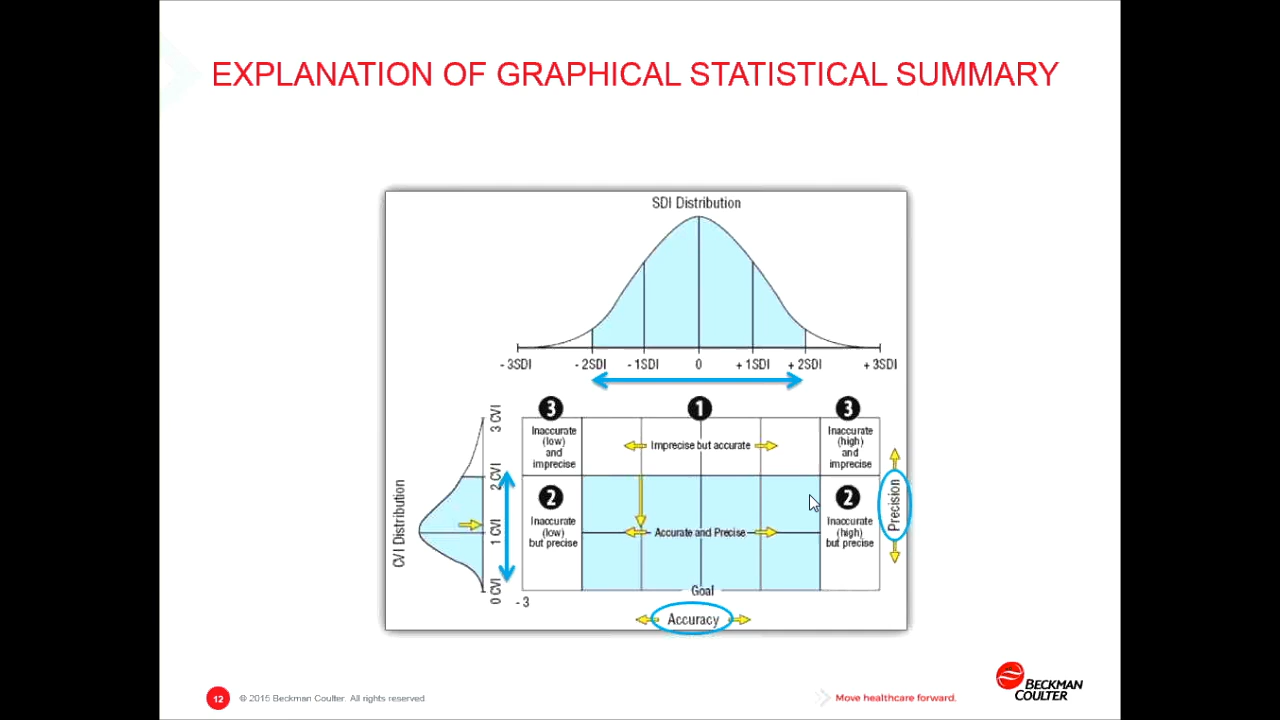 EXPLANATION OF GRAPHICAL STATISTICAL SUMMARY
SDI Distribution
- 3SDI
- 2SDI
- 1SDI
0
+ 1SDI
+ 2SDI
+ 3SDI
3
1
3
Inaccurate
(low)
and
imprecise
Imprecise but accurate
Inaccurate
(high)
and
imprecise
2
2
Inaccurate
(low)
but precise
Accurate and Precise
Inaccurate
(high)
but precise
CVI Distribution
3 CVI
2 CVI
1 CVI
0 CVI
Precision
- 3
Goal
Accuracy
12
© 2015 Beckman Coulter. All rights reserved
Move healthcare forward.
BECKMAN
COULTER